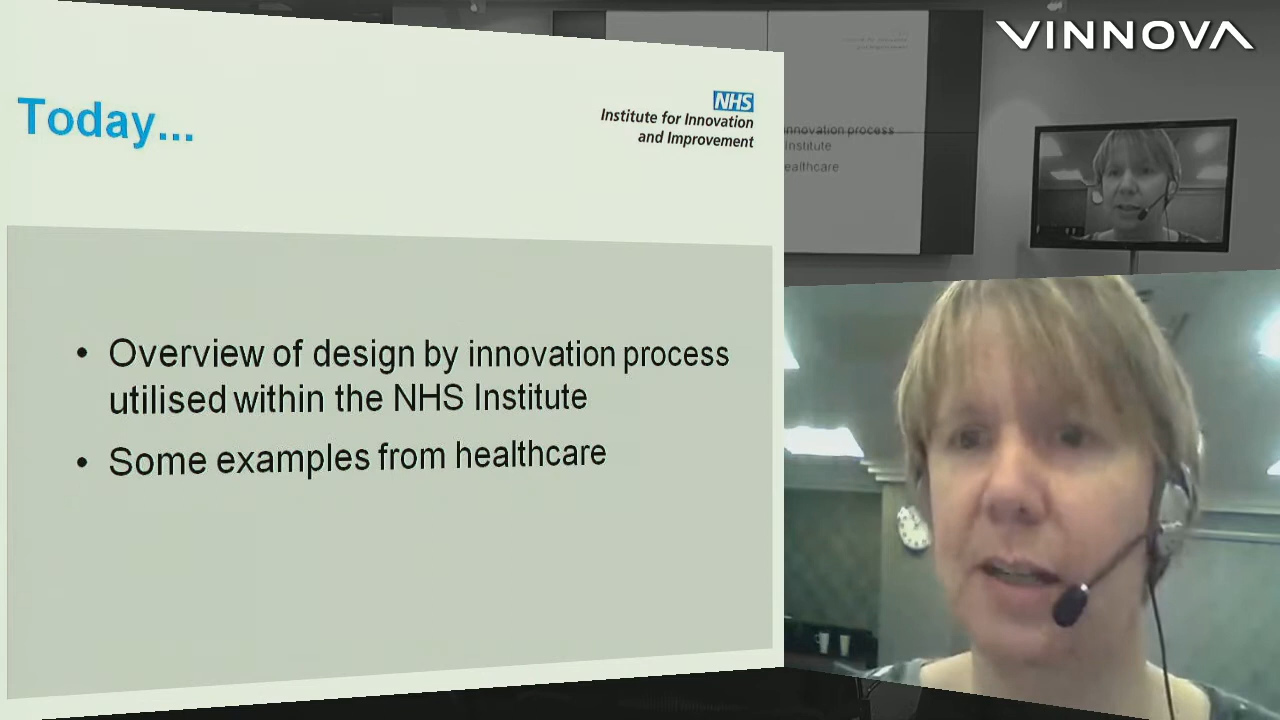 VINNOVA
Today...
NHS
Institute for Innovation
and Improvement
innovation process
Institute
ealthcare
• Overview of design by innovation process
utilised within the NHS Institute
• Some examples from healthcare